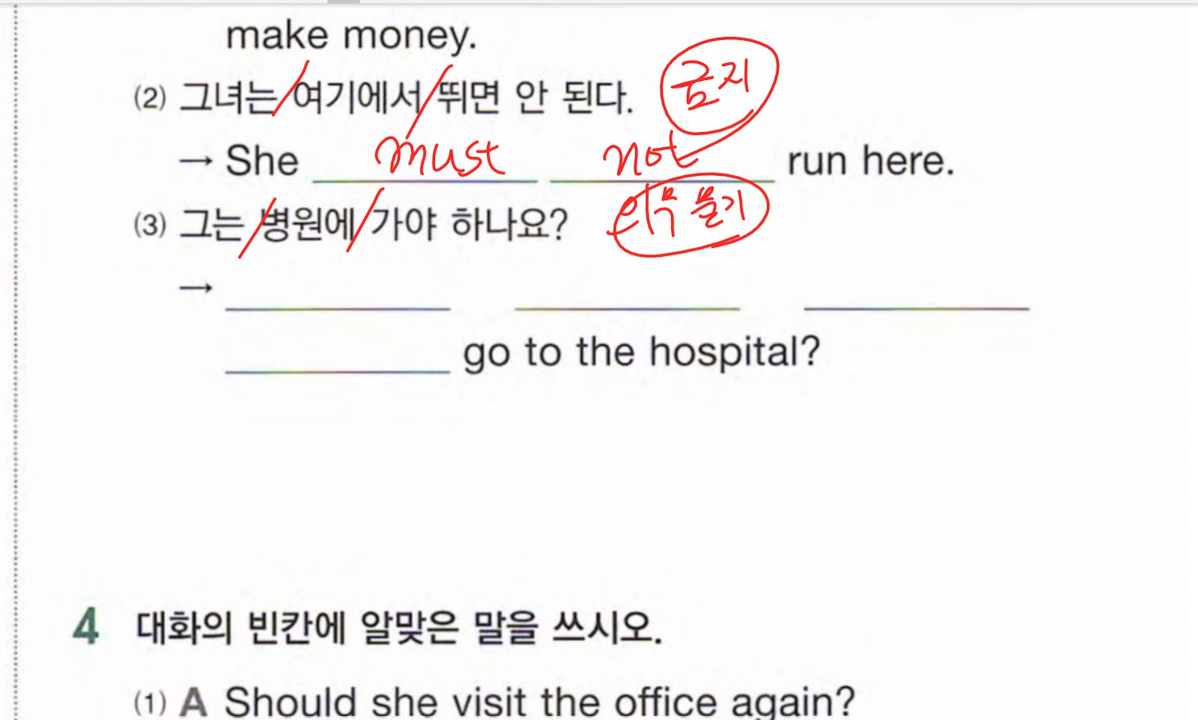 make money.
(2) 그녀는 여기에서 뛰면 안 된다. 금지
→ She must not run here.
(3) 그는 병원에 가야 하나요? 의무 묻기
→
go to the hospital?
4 대화의 빈칸에 알맞은 말을 쓰시오.
(1) A Should she visit the office again?